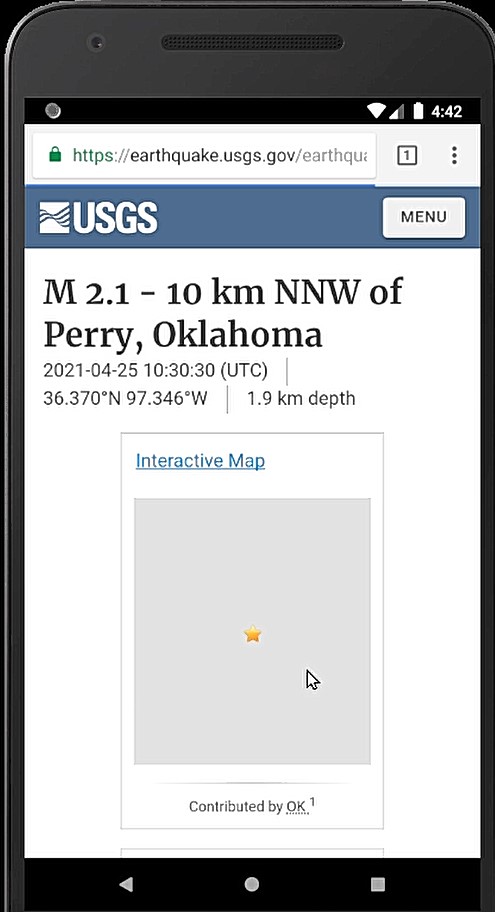 4:42
https://earthquake.usgs.gov/earthqua
1
USGS
MENU
M 2.1 - 10 km NNW of
Perry, Oklahoma
2021-04-25 10:30:30 (UTC)
36.370°N 97.346°W
1.9 km depth
Interactive Map
Contributed by OK 1